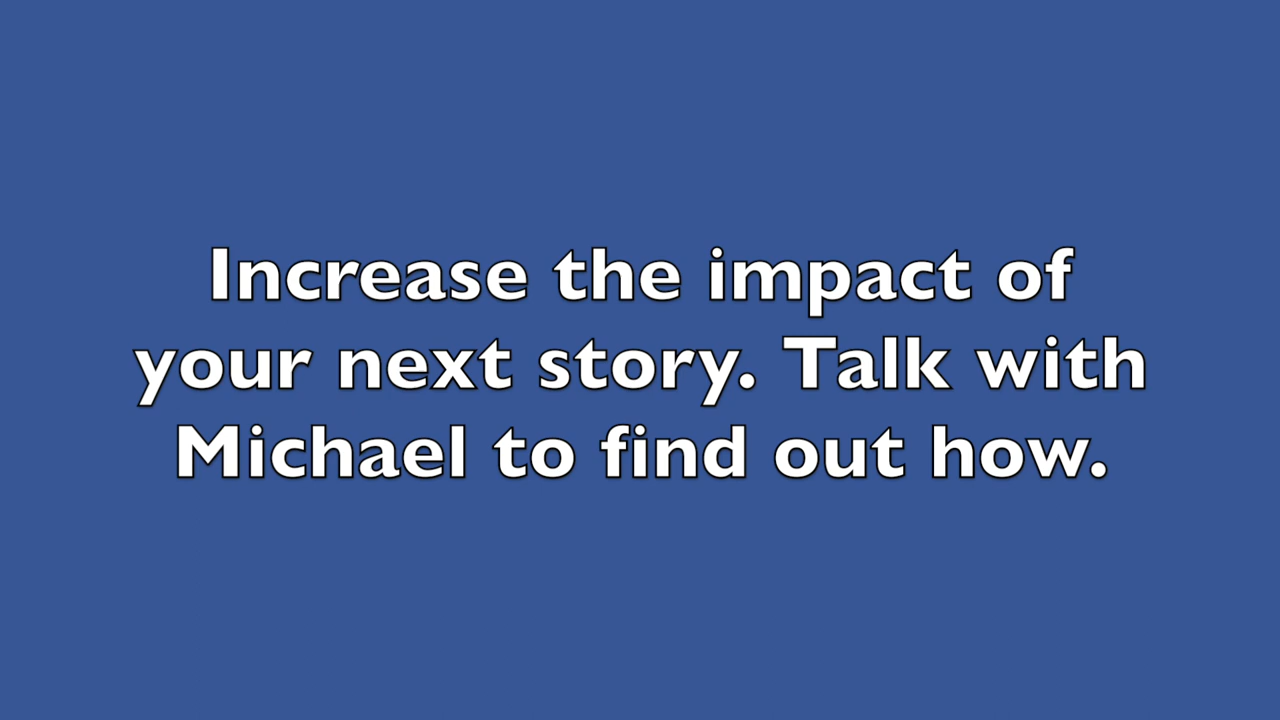 Increase the impact of
your next story. Talk with
Michael to find out how.